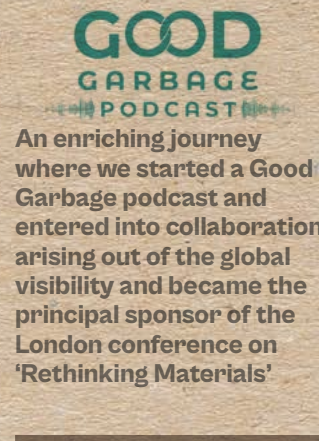 GOOD
GARBAGE
PODCAST
An enriching journey
where we started a Good
Garbage podcast and
entered into collaboration
arising out of the global
visibility and became the
principal sponsor of the
London conference on
‘Rethinking Materials’